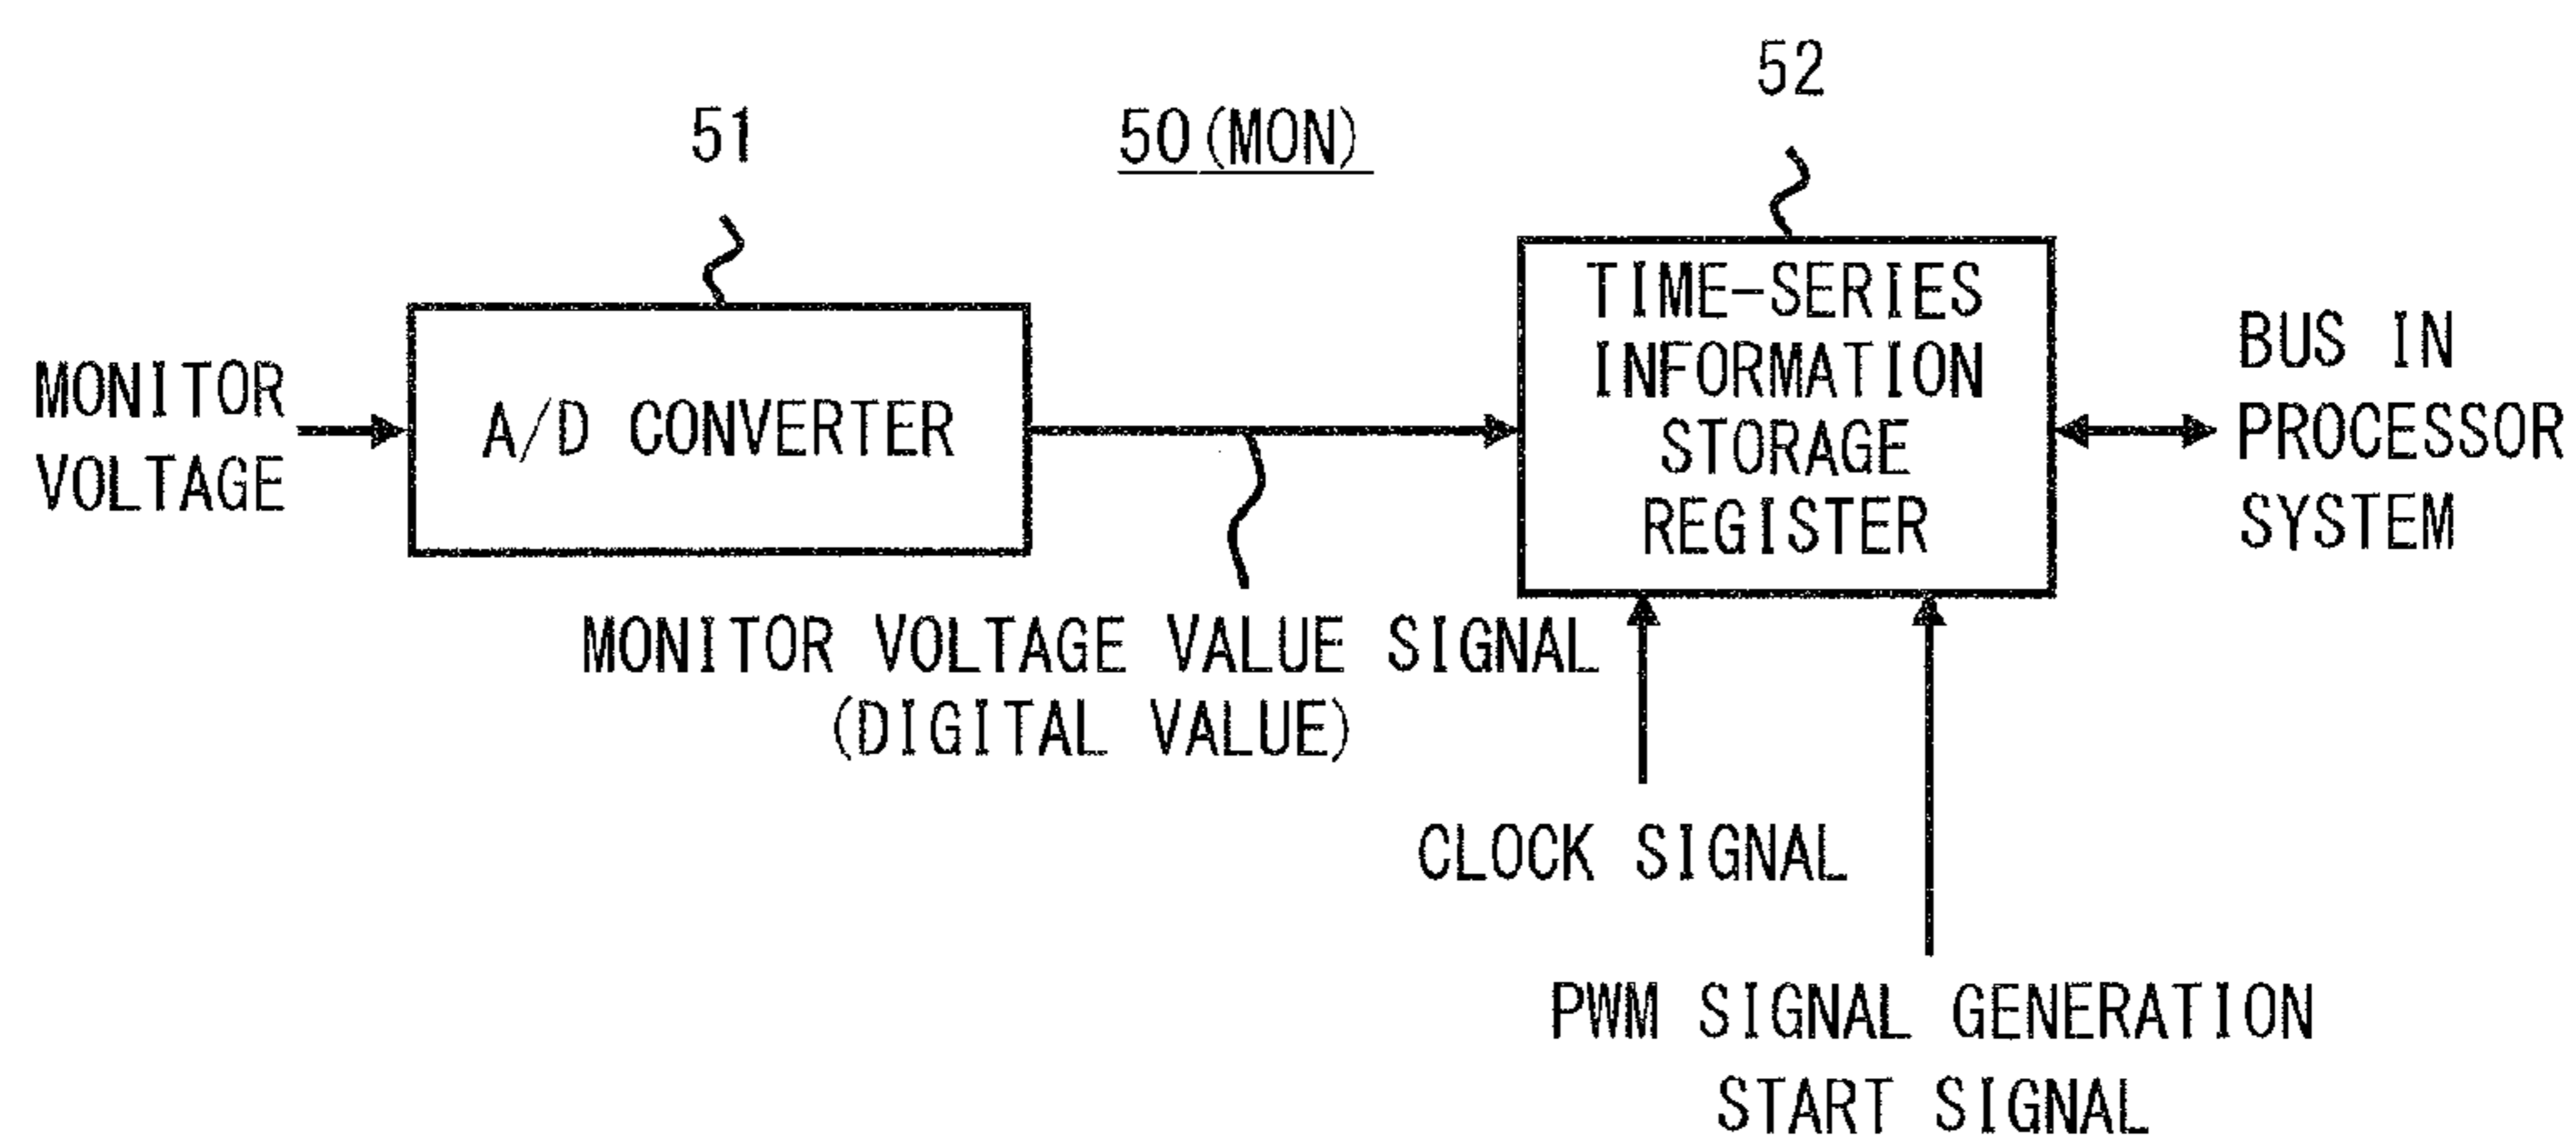 52
51
50(MON)
MONITOR
VOLTAGE
A/D CONVERTER
TIME-SERIES
INFORMATION
STORAGE
REGISTER
BUS IN
PROCESSOR
SYSTEM
MONITOR VOLTAGE VALUE SIGNAL
(DIGITAL VALUE)
CLOCK SIGNAL
PWM SIGNAL GENERATION
START SIGNAL